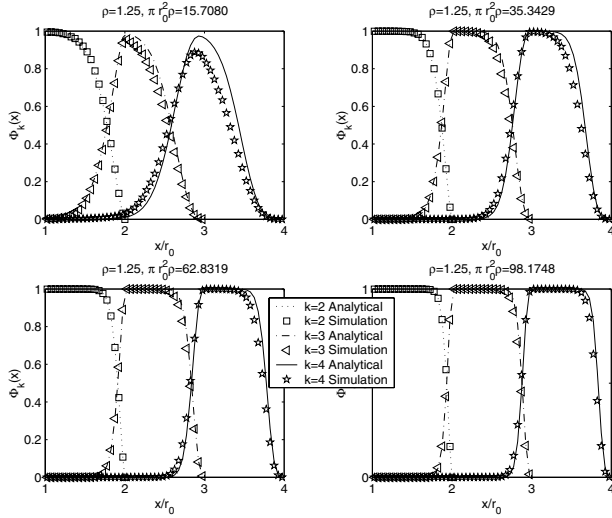 ρ=1.25, π r₀²ρ=15.7080
1
0.8
0.6
0.4
0.2
0
Φₖ(x)
1 2 3 4
x/r₀
ρ=1.25, π r₀²ρ=35.3429
1
0.8
0.6
0.4
0.2
0
Φₖ(x)
1 2 3 4
x/r₀
ρ=1.25, π r₀²ρ=62.8319
1
0.8
0.6
0.4
0.2
0
Φₖ(x)
1 2 3 4
x/r₀
ρ=1.25, π r₀²ρ=98.1748
1
0.8
0.6
0.4
0.2
0
1 2 3 4
x/r₀
k=2 Analytical
k=2 Simulation
k=3 Analytical
k=3 Simulation
k=4 Analytical
k=4 Simulation